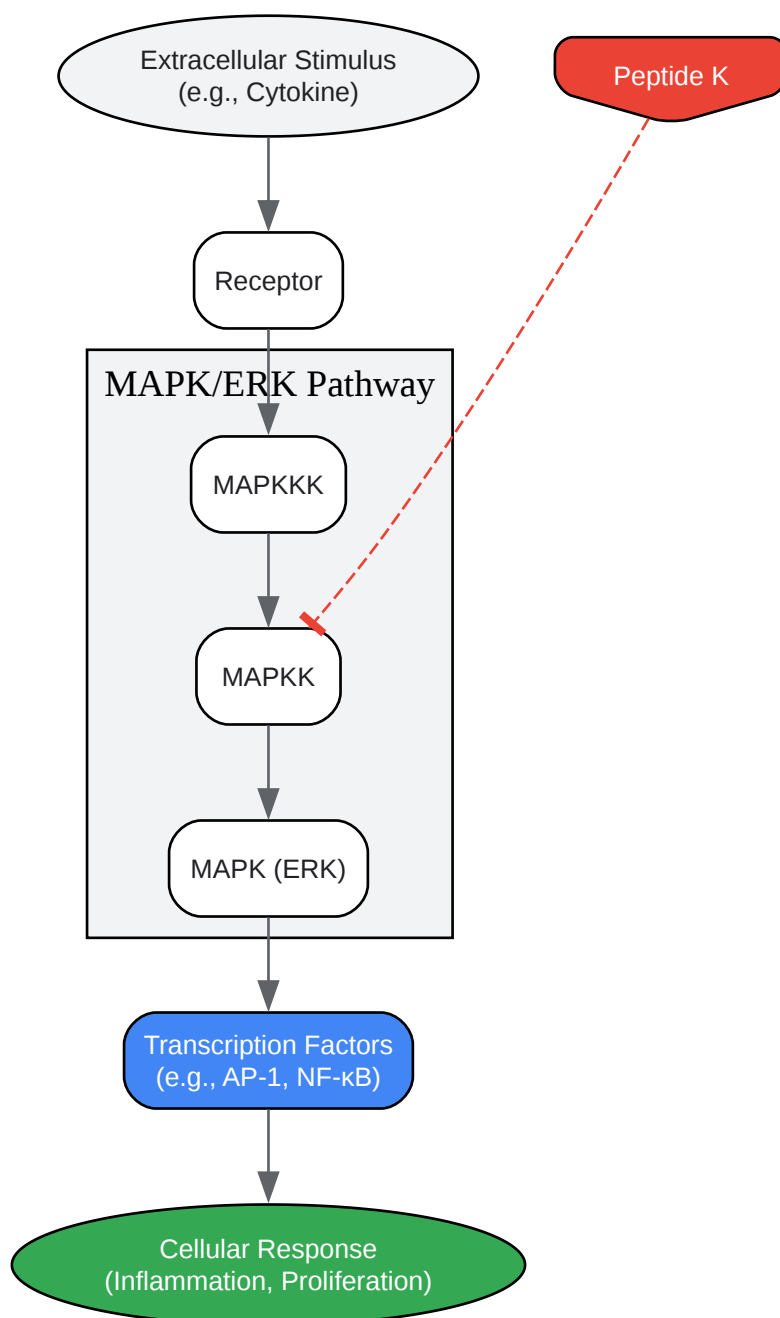 Extracellular Stimulus
(e.g., Cytokine)
Peptide K
Receptor
MAPK/ERK Pathway
MAPKKK
MAPKK
MAPK (ERK)
Transcription Factors
(e.g., AP-1, NF-κB)
Cellular Response
(Inflammation, Proliferation)